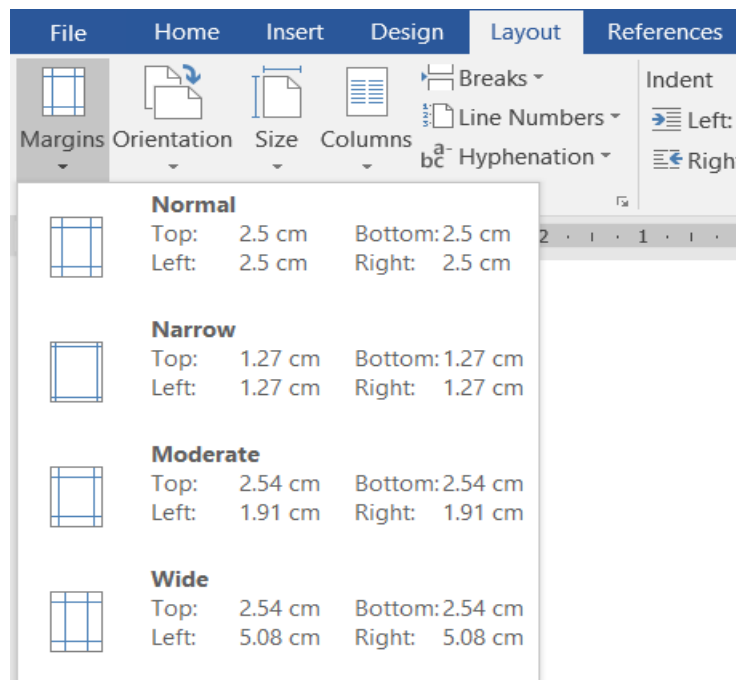 File Home Insert Design Layout References
Margins Orientation Size Columns
Breaks
Line Numbers
bc a- Hyphenation
Indent
Left:
Righ
2 1 1
Normal
Top: 2.5 cm Bottom: 2.5 cm
Left: 2.5 cm Right: 2.5 cm
Narrow
Top: 1.27 cm Bottom: 1.27 cm
Left: 1.27 cm Right: 1.27 cm
Moderate
Top: 2.54 cm Bottom: 2.54 cm
Left: 1.91 cm Right: 1.91 cm
Wide
Top: 2.54 cm Bottom: 2.54 cm
Left: 5.08 cm Right: 5.08 cm